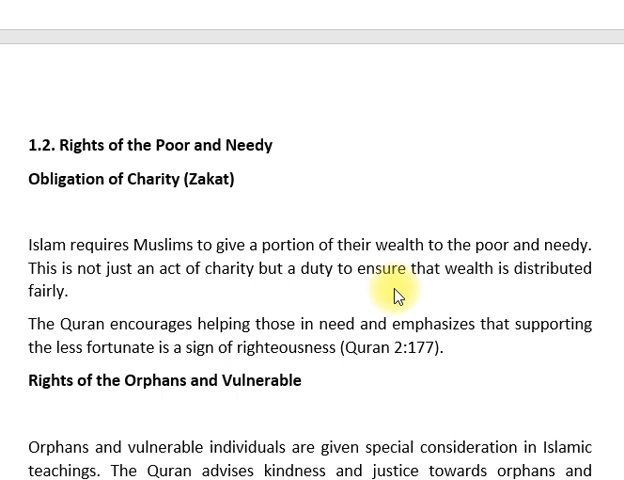 1.2. Rights of the Poor and Needy
Obligation of Charity (Zakat)
Islam requires Muslims to give a portion of their wealth to the poor and needy.
This is not just an act of charity but a duty to ensure that wealth is distributed
fairly.
The Quran encourages helping those in need and emphasizes that supporting
the less fortunate is a sign of righteousness (Quran 2:177).
Rights of the Orphans and Vulnerable
Orphans and vulnerable individuals are given special consideration in Islamic
teachings. The Quran advises kindness and justice towards orphans and